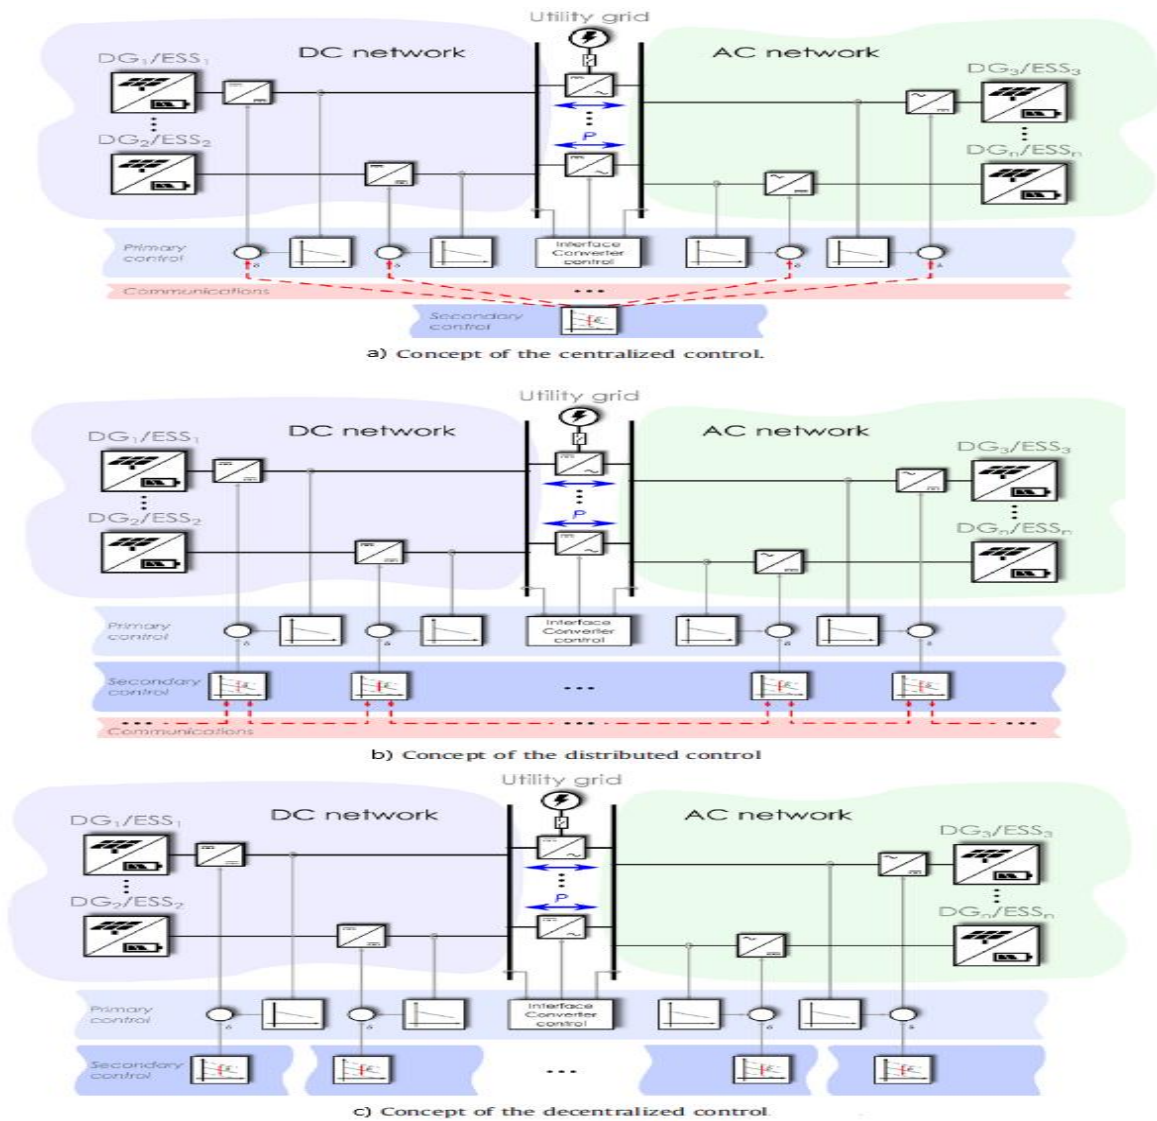 Utility grid
DC network
AC network
DG₁/ESS₁
DG₃/ESS₃
P
DG₂/ESS₂
DGₙ/ESSₙ
Primary
control
δ
δ
Interface
Converter
control
δ
δ
Communications
Secondary
control
a) Concept of the centralized control.
Utility grid
DC network
AC network
DG₁/ESS₁
DG₃/ESS₃
P
DG₂/ESS₂
DGₙ/ESSₙ
Primary
control
δ
δ
Interface
Converter
control
δ
δ
Secondary
control
Communications
b) Concept of the distributed control
Utility grid
DC network
AC network
DG₁/ESS₁
DG₃/ESS₃
P
DG₂/ESS₂
DGₙ/ESSₙ
Primary
control
δ
δ
Interface
Converter
control
δ
δ
Secondary
control
c) Concept of the decentralized control